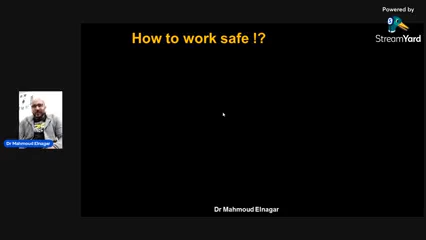 Powered by
StreamYard
How to work safe !?
Dr Mahmoud Elnagar
Dr Mahmoud Elnagar